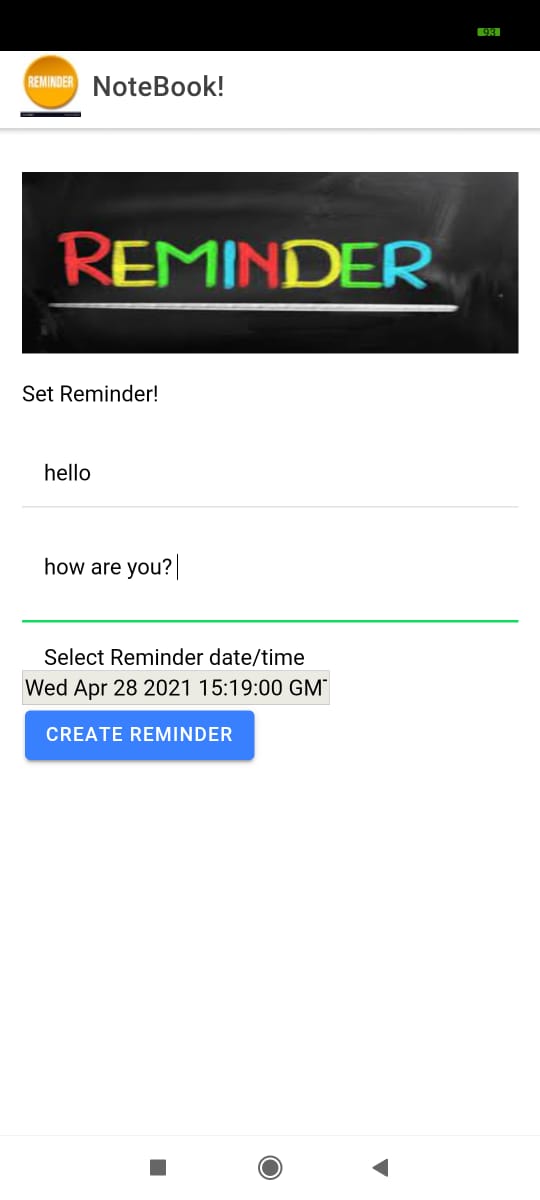 93
REMINDER
NoteBook!
REMINDER
Set Reminder!
hello
how are you?
Select Reminder date/time
Wed Apr 28 2021 15:19:00 GM
CREATE REMINDER